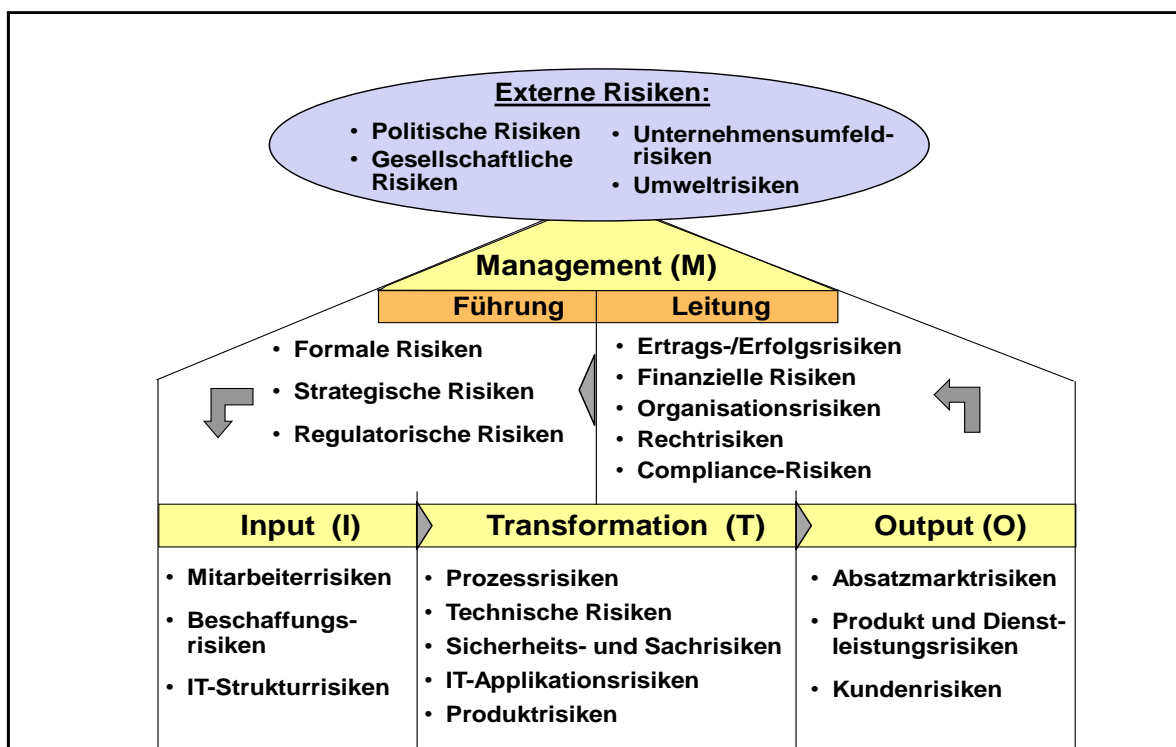 Externe Risiken:
• Politische Risiken
• Gesellschaftliche
Risiken
• Unternehmensumfeld-
risiken
• Umweltrisiken
Management (M)
Führung
Leitung
• Formale Risiken
• Strategische Risiken
• Regulatorische Risiken
• Ertrags-/Erfolgsrisiken
• Finanzielle Risiken
• Organisationsrisiken
• Rechtrisiken
• Compliance-Risiken
Input (I)
Transformation (T)
Output (O)
• Mitarbeiterrisiken
• Beschaffungs-
risiken
• IT-Strukturrisiken
• Prozessrisiken
• Technische Risiken
• Sicherheits- und Sachrisiken
• IT-Applikationsrisiken
• Produktrisiken
• Absatzmarktrisiken
• Produkt und Dienst-
leistungsrisiken
• Kundenrisiken